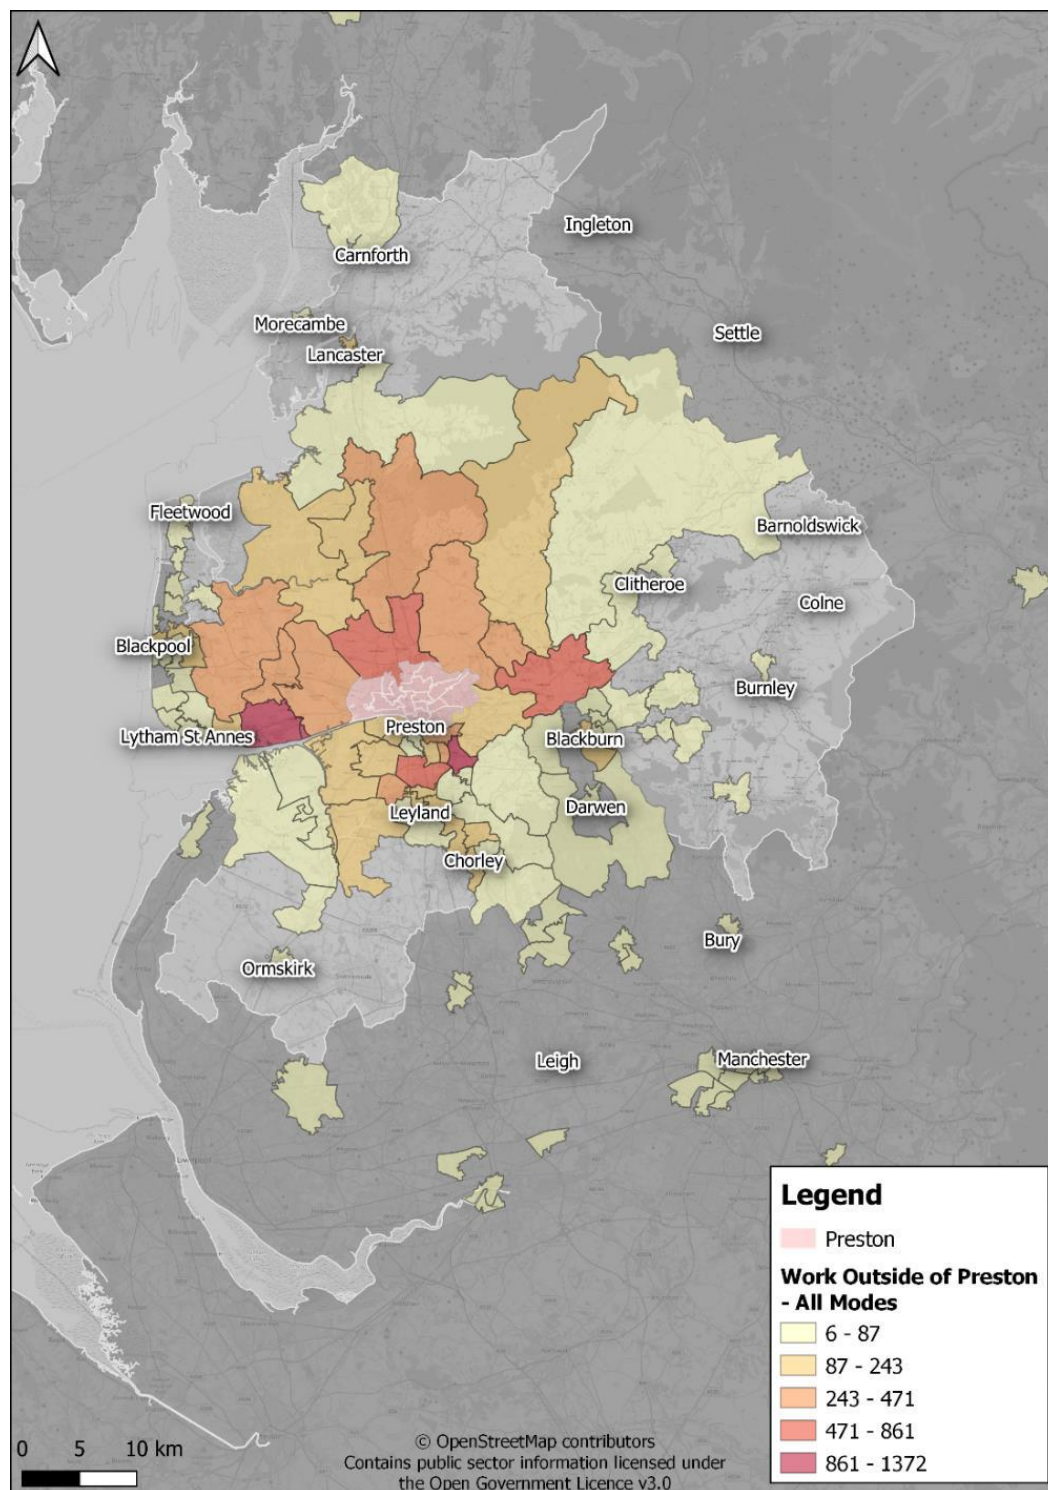 Ingleton
Carnforth
Morecambe
Settle
Lancaster
Fleetwood
Barnoldswick
Clitheroe
Colne
Blackpool
Burnley
Preston
Lytham St Annes
Blackburn
Leyland
Darwen
Chorley
Bury
Ormskirk
Leigh
Manchester
Legend
Preston
Work Outside of Preston
- All Modes
6 - 87
87 - 243
243 - 471
471 - 861
861 - 1372
0 5 10 km
© OpenStreetMap contributors
Contains public sector information licensed under
the Open Government Licence v3.0